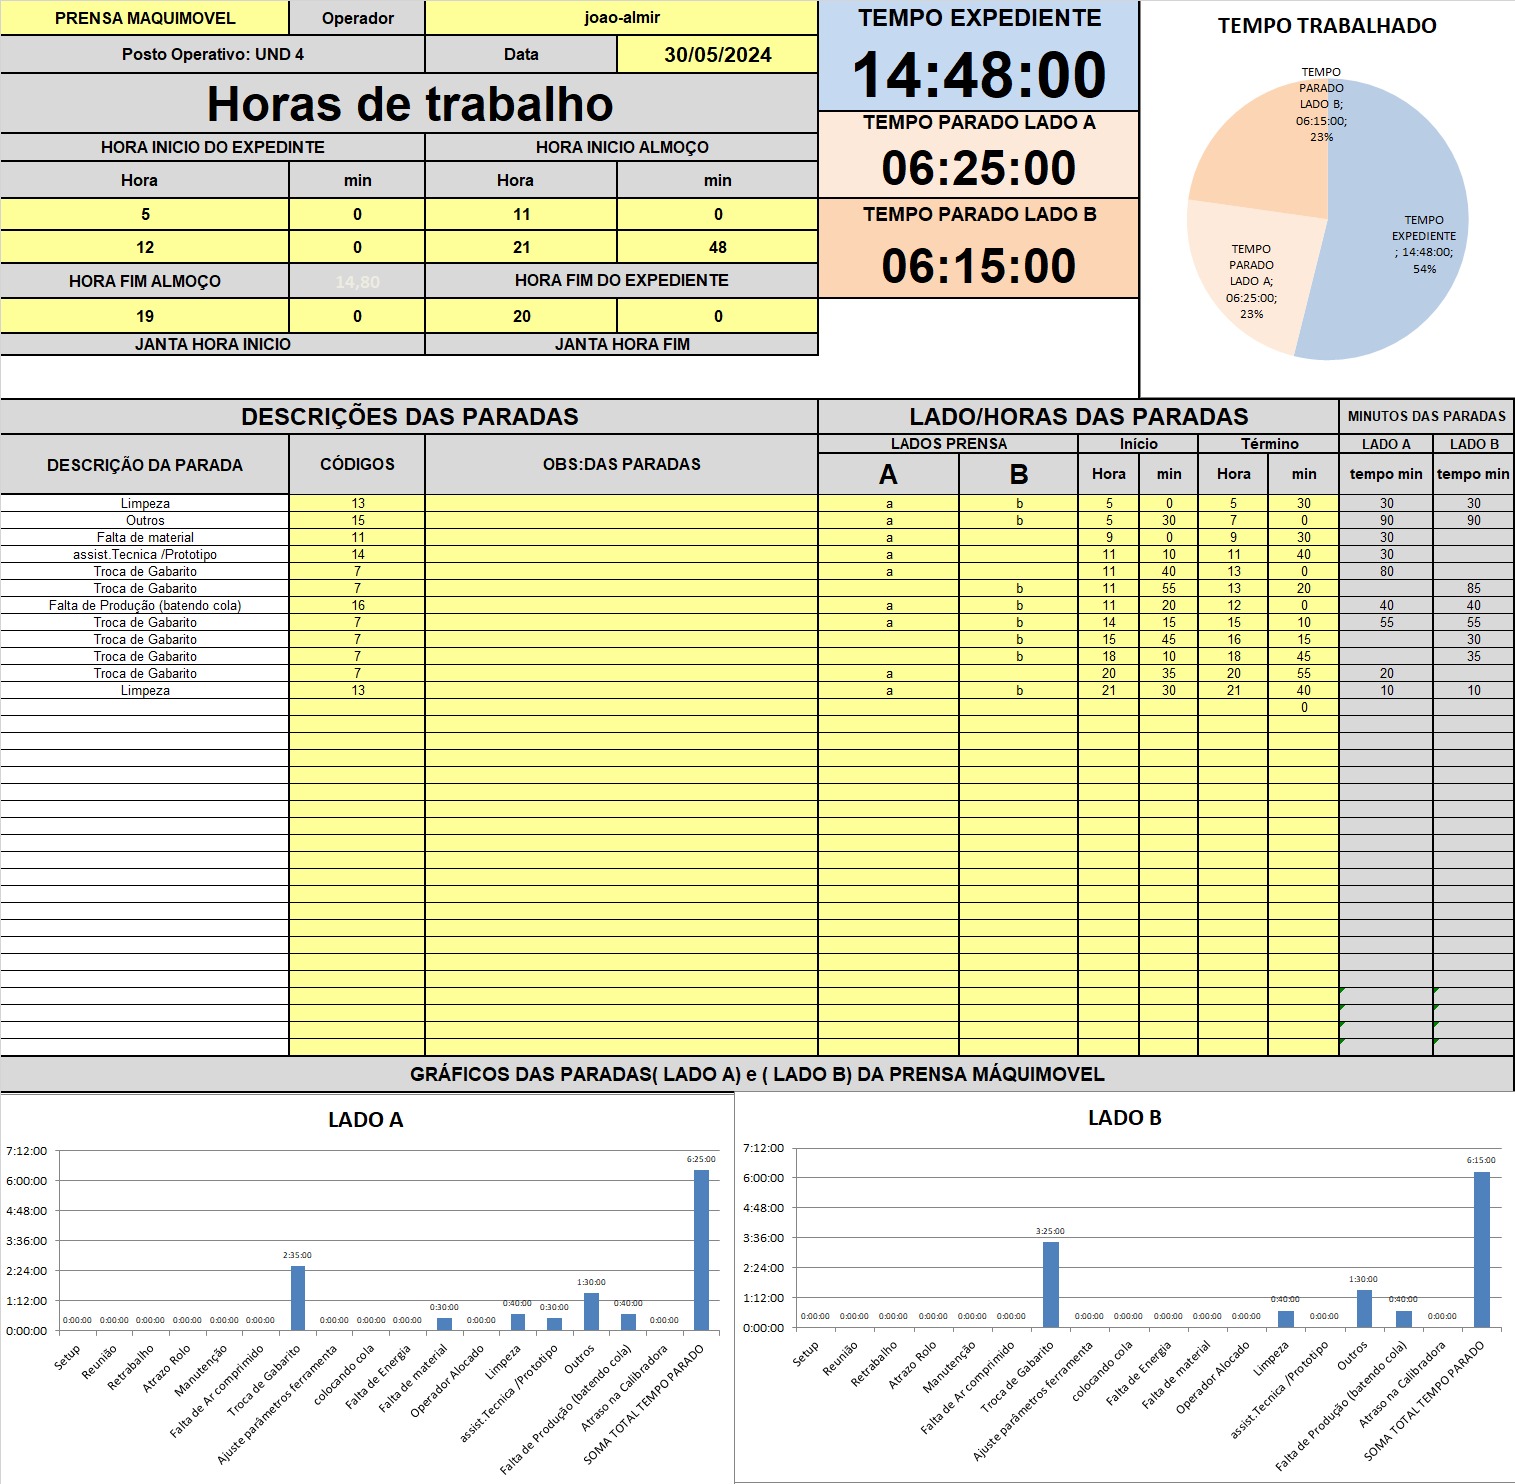 PRENSA MAQUIMOVEL Operador joao-almir
Posto Operativo: UND 4 Data 30/05/2024
Horas de trabalho
HORA INICIO DO EXPEDINTE HORA INICIO ALMOÇO
Hora min Hora min
5 0 11 0
12 0 21 48
HORA FIM ALMOÇO 14,80 HORA FIM DO EXPEDIENTE
19 0 20 0
JANTA HORA INICIO JANTA HORA FIM
TEMPO EXPEDIENTE
14:48:00
TEMPO PARADO LADO A
06:25:00
TEMPO PARADO LADO B
06:15:00
TEMPO TRABALHADO
TEMPO
PARADO
LADO B;
06:15:00;
23%
TEMPO
EXPEDIENTE
; 14:48:00;
54%
TEMPO
PARADO
LADO A;
06:25:00;
23%
DESCRIÇÕES DAS PARADAS LADO/HORAS DAS PARADAS MINUTOS DAS PARADAS
LADOS PRENSA Início Término LADO A LADO B
DESCRIÇÃO DA PARADA CÓDIGOS OBS:DAS PARADAS A B Hora min Hora min tempo min tempo min
Limpeza 13 a b 5 0 5 30 30 30
Outros 15 a b 5 30 7 0 90 90
Falta de material 11 a 9 0 9 30 30
assist.Tecnica /Prototipo 14 a 11 10 11 40 30
Troca de Gabarito 7 a 11 40 13 0 80
Troca de Gabarito 7 b 11 55 13 20 85
Falta de Produção (batendo cola) 16 a b 11 20 12 0 40 40
Troca de Gabarito 7 a b 14 15 15 10 55 55
Troca de Gabarito 7 b 15 45 16 15 30
Troca de Gabarito 7 b 18 10 18 45 35
Troca de Gabarito 7 a 20 35 20 55 20
Limpeza 13 a b 21 30 21 40 10 10
0
GRÁFICOS DAS PARADAS( LADO A) e ( LADO B) DA PRENSA MÁQUIMOVEL
LADO A
7:12:00
6:00:00
4:48:00
3:36:00
2:24:00
1:12:00
0:00:00
0:00:00 0:00:00 0:00:00 0:00:00 0:00:00 0:00:00 2:35:00 0:00:00 0:00:00 0:00:00 0:30:00 0:00:00 0:40:00 0:30:00 1:30:00 0:40:00 0:00:00 6:25:00
Setup
Reunião
Retrabalho
Atrazo Rolo
Manutenção
Falta de Ar comprimido
Troca de Gabarito
Ajuste parâmetros ferramenta
colocando cola
Falta de Energia
Falta de material
Operador Alocado
Limpeza
assist.Tecnica /Prototipo
Outros
Falta de Produção (batendo cola)
Atraso na Calibradora
SOMA TOTAL TEMPO PARADO
LADO B
7:12:00
6:00:00
4:48:00
3:36:00
2:24:00
1:12:00
0:00:00
0:00:00 0:00:00 0:00:00 0:00:00 0:00:00 0:00:00 3:25:00 0:00:00 0:00:00 0:00:00 0:00:00 0:00:00 0:40:00 0:00:00 1:30:00 0:40:00 0:00:00 6:15:00
Setup
Reunião
Retrabalho
Atrazo Rolo
Manutenção
Falta de Ar comprimido
Troca de Gabarito
Ajuste parâmetros ferramenta
colocando cola
Falta de Energia
Falta de material
Operador Alocado
Limpeza
assist.Tecnica /Prototipo
Outros
Falta de Produção (batendo cola)
Atraso na Calibradora
SOMA TOTAL TEMPO PARADO